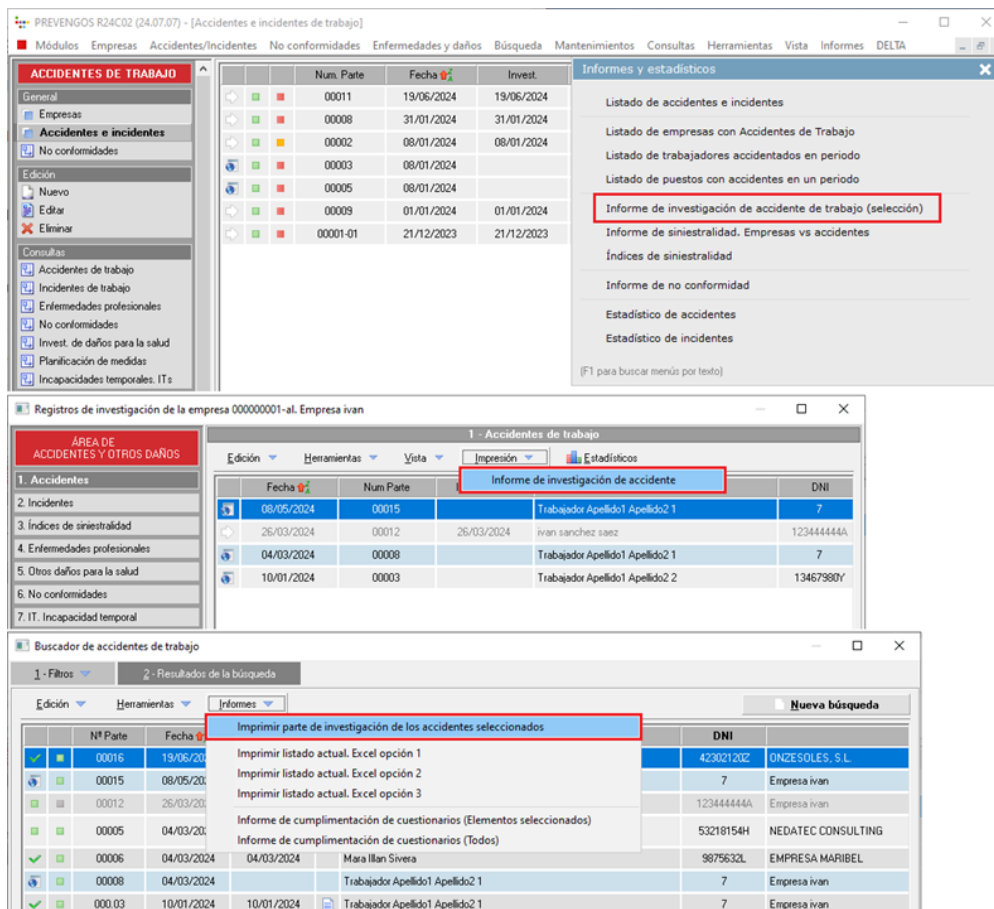 PREVENGOS R24C02 (24.07.07) - [Accidentes e incidentes de trabajo]
Módulos Empresas Accidentes/Incidentes No conformidades Enfermedades y daños Búsqueda Mantenimientos Consultas Herramientas Vista Informes DELTA
ACCIDENTES DE TRABAJO
General
Empresas
Accidentes e incidentes
No conformidades
Edición
Nuevo
Editar
Eliminar
Consultas
Accidentes de trabajo
Incidentes de trabajo
Enfermedades profesionales
No conformidades
Invest. de daños para la salud
Planificación de medidas
Incapacidades temporales. ITs
Num. Parte Fecha Invest.
00011 19/06/2024 19/06/2024
00008 31/01/2024 31/01/2024
00002 08/01/2024 08/01/2024
00003 08/01/2024
00005 08/01/2024
00009 01/01/2024 01/01/2024
00001-01 21/12/2023 21/12/2023
Informes y estadísticos
Listado de accidentes e incidentes
Listado de empresas con Accidentes de Trabajo
Listado de trabajadores accidentados en periodo
Listado de puestos con accidentes en un periodo
Informe de investigación de accidente de trabajo (selección)
Informe de siniestralidad. Empresas vs accidentes
Índices de siniestralidad
Informe de no conformidad
Estadístico de accidentes
Estadístico de incidentes
(F1 para buscar menús por texto)
Registros de investigación de la empresa 000000001-al. Empresa ivan
ÁREA DE
ACCIDENTES Y OTROS DAÑOS
1. Accidentes
2. Incidentes
3. Índices de siniestralidad
4. Enfermedades profesionales
5. Otros daños para la salud
6. No conformidades
7. IT. Incapacidad temporal
1 - Accidentes de trabajo
Edición Herramientas Vista Impresión Estadísticos
Informe de investigación de accidente
Fecha Num Parte DNI
08/05/2024 00015 Trabajador Apellido1 Apellido2 1 7
26/03/2024 00012 26/03/2024 ivan sanchez saez 123444444A
04/03/2024 00008 Trabajador Apellido1 Apellido2 1 7
10/01/2024 00003 Trabajador Apellido1 Apellido2 2 13467980Y
Buscador de accidentes de trabajo
1 - Filtros 2 - Resultados de la búsqueda
Edición Herramientas Informes Nueva búsqueda
Imprimir parte de investigación de los accidentes seleccionados
Imprimir listado actual. Excel opción 1
Imprimir listado actual. Excel opción 2
Imprimir listado actual. Excel opción 3
Informe de cumplimentación de cuestionarios (Elementos seleccionados)
Informe de cumplimentación de cuestionarios (Todos)
Nº Parte Fecha DNI
00016 19/06/20 42302120Z ONZESOLES, S.L.
00015 08/05/20 7 Empresa ivan
00012 26/03/20 123444444A Empresa ivan
00005 04/03/20 53218154H NEDATEC CONSULTING
00006 04/03/2024 04/03/2024 Mara Illan Sivera 9875632L EMPRESA MARIBEL
00008 04/03/2024 Trabajador Apellido1 Apellido2 1 7 Empresa ivan
000.03 10/01/2024 10/01/2024 Trabajador Apellido1 Apellido2 1 7 Empresa ivan